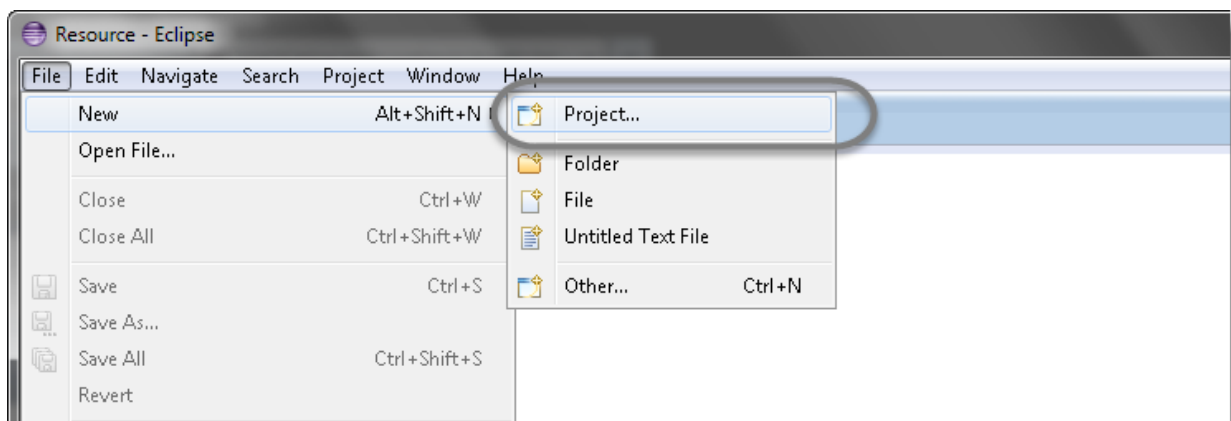 Resource - Eclipse
File Edit Navigate Search Project Window Help
New Alt+Shift+N
Project...
Open File...
Folder
Close Ctrl+W
File
Close All Ctrl+Shift+W
Untitled Text File
Save Ctrl+S
Other... Ctrl+N
Save As...
Save All Ctrl+Shift+S
Revert